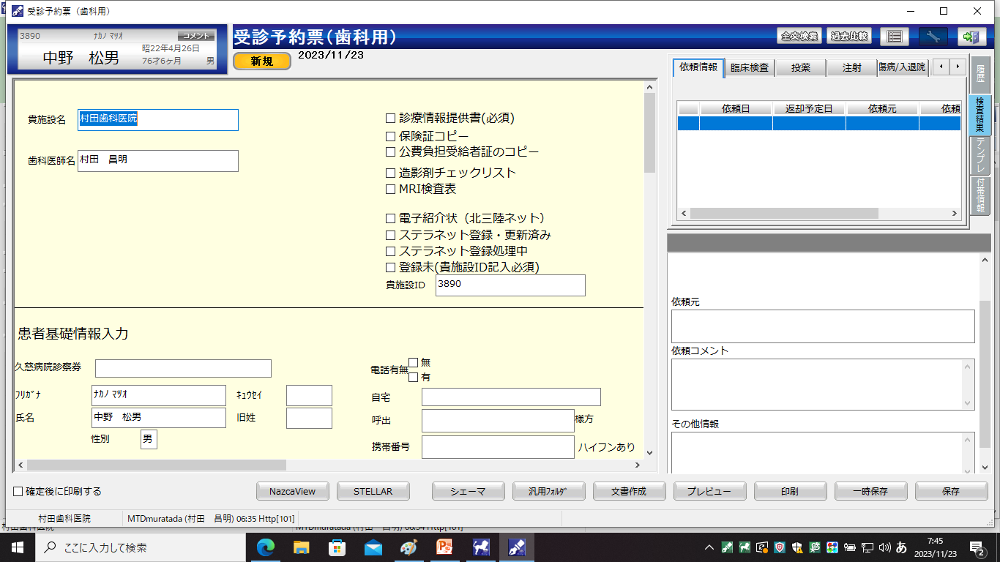 受診予約票（歯科用）
3890 ﾅｶﾉ ﾏﾂｵ コメント
中野　松男
昭22年4月26日
76才6ヶ月 男
受診予約票（歯科用）
新規 2023/11/23
全文検索 過去比較
貴施設名 村田歯科医院
歯科医師名 村田　昌明
診療情報提供書(必須)
保険証コピー
公費負担受給者証のコピー
造影剤チェックリスト
MRI検査表
電子紹介状（北三陸ネット）
ステラネット登録・更新済み
ステラネット登録処理中
登録未(貴施設ID記入必須)
貴施設ID 3890
患者基礎情報入力
久慈病院診察券
ﾌﾘｶﾞﾅ ﾅｶﾉ ﾏﾂｵ ｷｭｳｾｲ
氏名 中野　松男 旧姓
性別 男
電話有無 無
有
自宅
呼出 様方
携帯番号 ハイフンあり
依頼情報 臨床検査 投薬 注射 傷病/入退院
依頼日 返却予定日 依頼元 依頼
履歴
検査結果
テンプレ
付帯情報
依頼元
依頼コメント
その他情報
確定後に印刷する
NazcaView STELLAR シェーマ 汎用ﾌｫﾙﾀﾞ 文書作成 プレビュー 印刷 一時保存 保存
村田歯科医院 MTDmuratada (村田　昌明) 06:35 Http[101]
村田歯科医院 MTDmuratada (村田　昌明) 06:34 Http[101]
ここに入力して検索
あ 7:45
2023/11/23
2